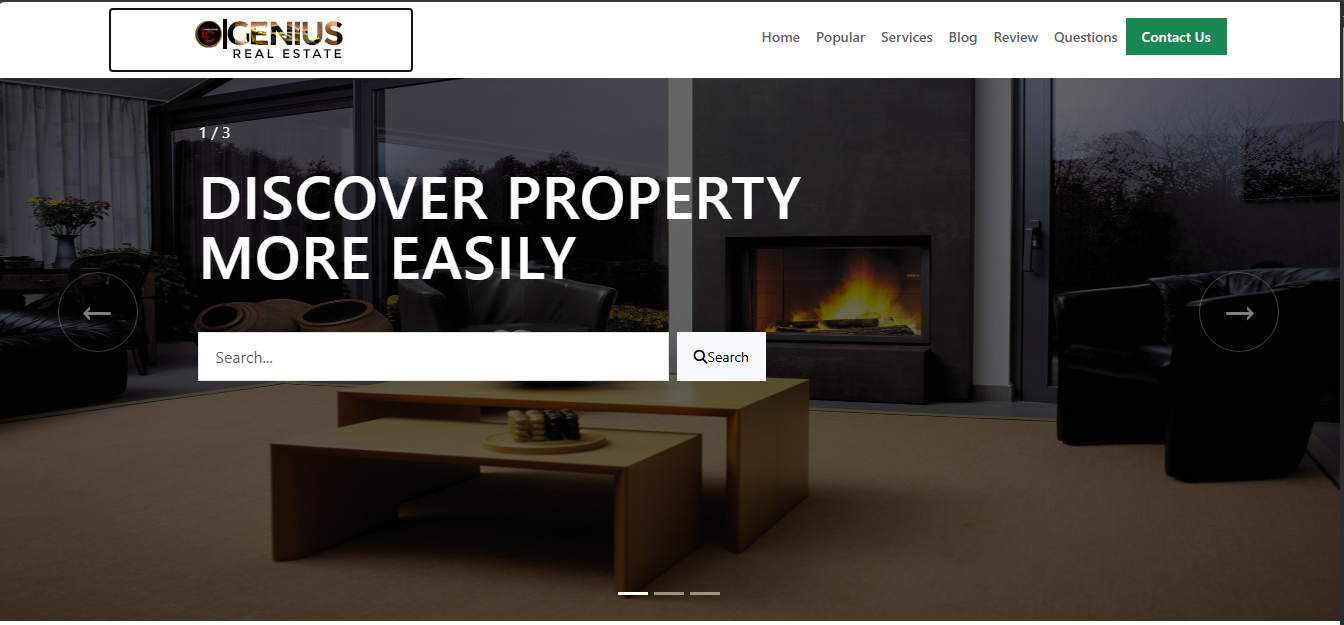 GENIUS
REAL ESTATE
Home Popular Services Blog Review Questions Contact Us
1 / 3
DISCOVER PROPERTY
MORE EASILY
Search...
Search